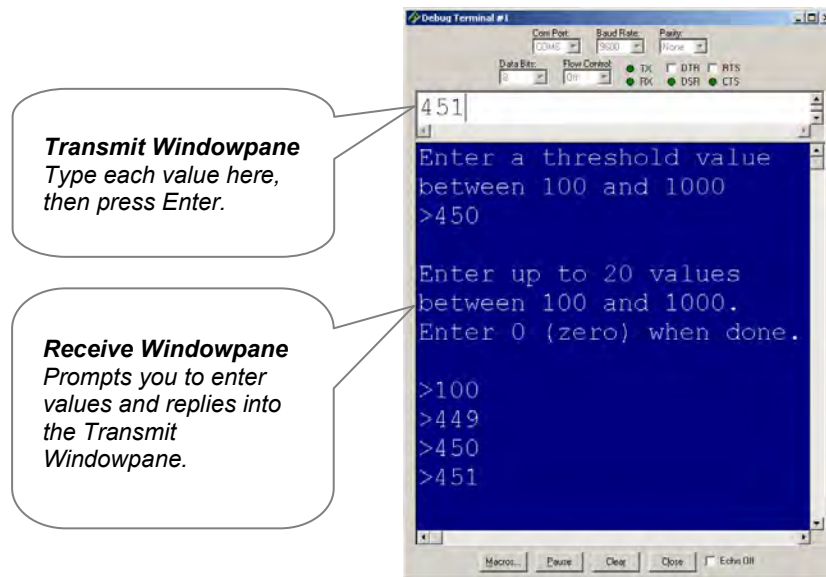 Debug Terminal #1
Com Port: Baud Rate: Parity:
COM6 9600 None
Data Bits: Flow Control: TX DTR RTS
8 Off RX DSR CTS
451
Transmit Windowpane
Type each value here,
then press Enter.
Enter a threshold value
between 100 and 1000
>450
Enter up to 20 values
between 100 and 1000.
Enter 0 (zero) when done.
Receive Windowpane
Prompts you to enter
values and replies into
the Transmit
Windowpane.
>100
>449
>450
>451
Macros... Pause Clear Close Echo Off